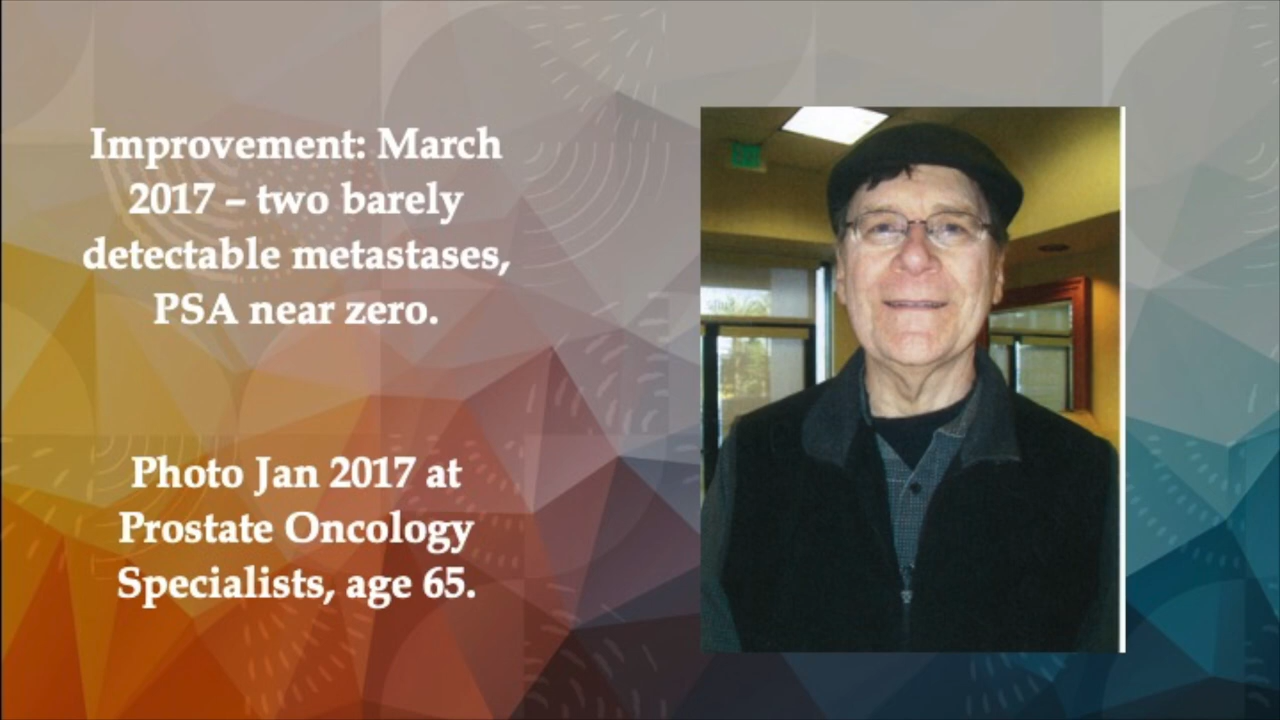 Improvement: March
2017 – two barely
detectable metastases,
PSA near zero.
Photo Jan 2017 at
Prostate Oncology
Specialists, age 65.